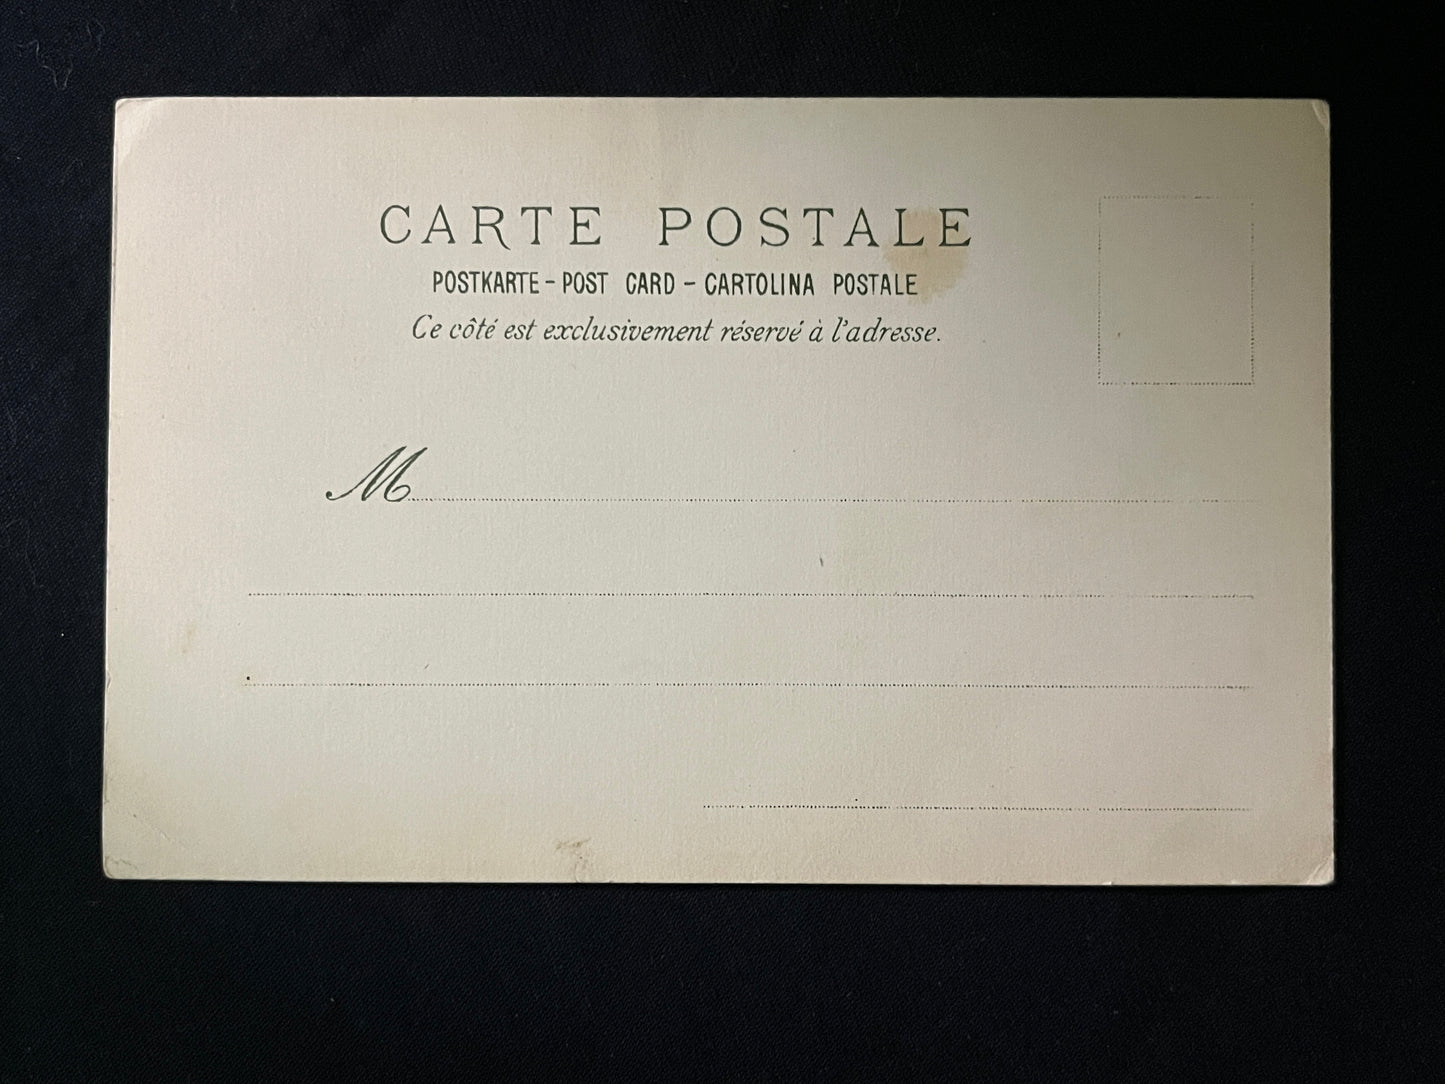 CARTE POSTALE
POSTKARTE - POST CARD - CARTOLINA POSTALE
Ce côté est exclusivement réservé à l'adresse.
M